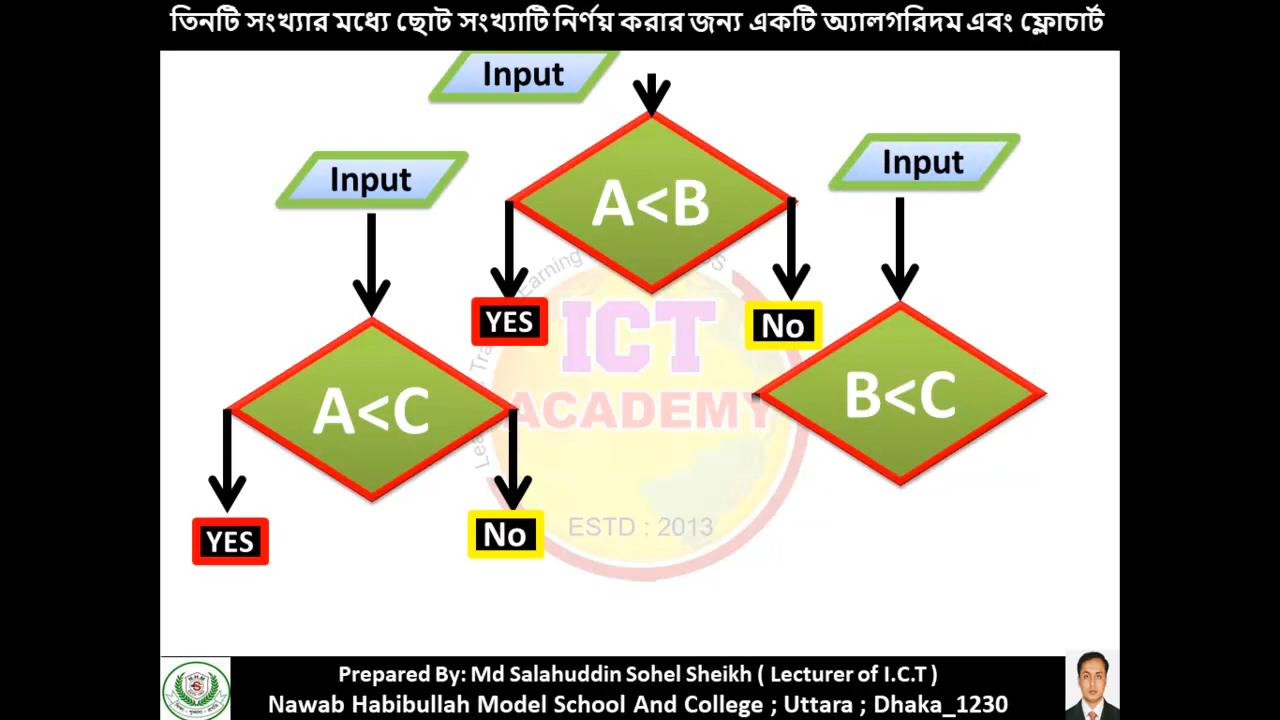 তিনটি সংখ্যার মধ্যে ছোট সংখ্যাটি নির্ণয় করার জন্য একটি অ্যালগরিদম এবং ফ্লোচার্ট
Input
Input
Input
A<B
YES
No
A<C
B<C
YES
No
Earning
ICT
ACADEMY
ESTD : 2013
Prepared By: Md Salahuddin Sohel Sheikh ( Lecturer of I.C.T )
Nawab Habibullah Model School And College ; Uttara ; Dhaka_1230